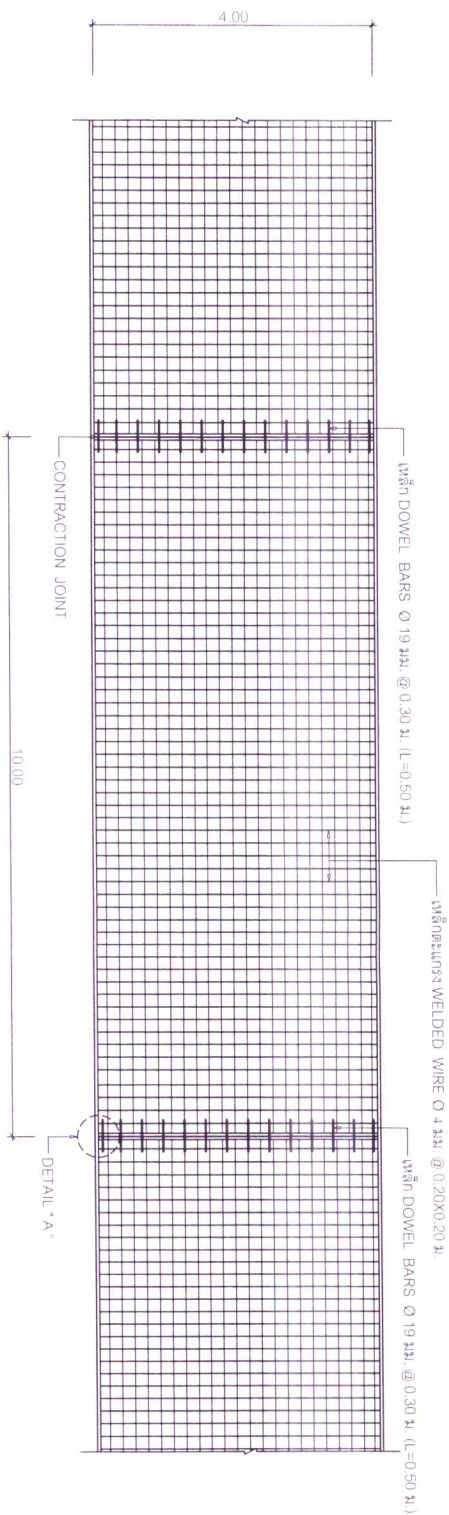 4.00
เหล็ก DOWEL BARS Ø 19 มม. @ 0.30 ม. (L=0.50 ม.)
เหล็กตะแกรง WELDED WIRE Ø 4 มม. @ 0.20X0.20 ม.
เหล็ก DOWEL BARS Ø 19 มม. @ 0.30 ม. (L=0.50 ม.)
CONTRACTION JOINT
DETAIL " A "
10.00